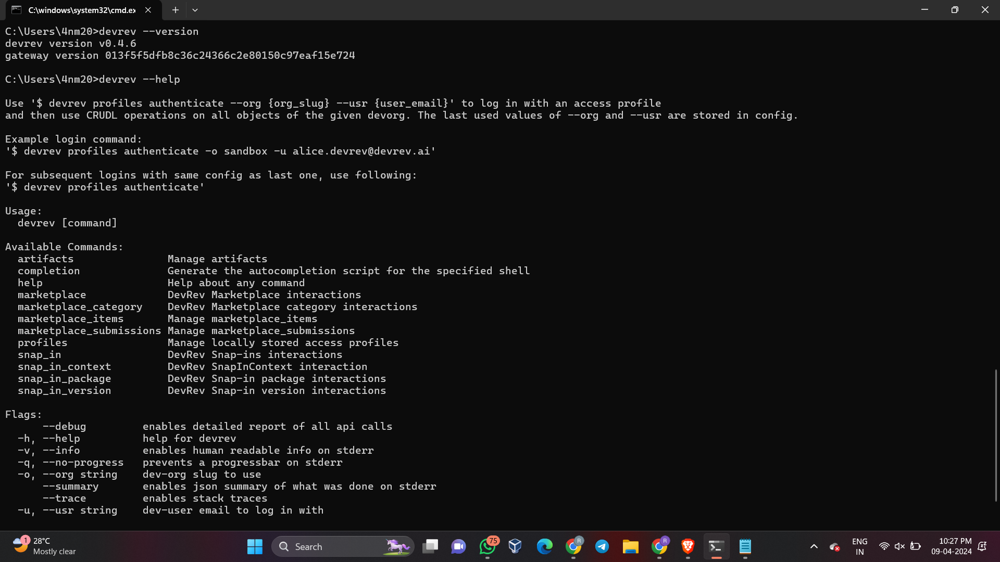 C:\windows\system32\cmd.ex
C:\Users\4nm20>devrev --version
devrev version v0.4.6
gateway version 013f5f5dfb8c36c24366c2e80150c97eaf15e724
C:\Users\4nm20>devrev --help
Use '$ devrev profiles authenticate --org {org_slug} --usr {user_email}' to log in with an access profile
and then use CRUDL operations on all objects of the given devorg. The last used values of --org and --usr are stored in config.
Example login command:
'$ devrev profiles authenticate -o sandbox -u alice.devrev@devrev.ai'
For subsequent logins with same config as last one, use following:
'$ devrev profiles authenticate'
Usage:
  devrev [command]
Available Commands:
  artifacts               Manage artifacts
  completion              Generate the autocompletion script for the specified shell
  help                    Help about any command
  marketplace             DevRev Marketplace interactions
  marketplace_category    DevRev Marketplace category interactions
  marketplace_items       Manage marketplace_items
  marketplace_submissions Manage marketplace_submissions
  profiles                Manage locally stored access profiles
  snap_in                 DevRev Snap-ins interactions
  snap_in_context         DevRev SnapInContext interaction
  snap_in_package         DevRev Snap-in package interactions
  snap_in_version         DevRev Snap-in version interactions
Flags:
      --debug         enables detailed report of all api calls
  -h, --help          help for devrev
  -v, --info          enables human readable info on stderr
  -q, --no-progress   prevents a progressbar on stderr
  -o, --org string    dev-org slug to use
      --summary       enables json summary of what was done on stderr
      --trace         enables stack traces
  -u, --usr string    dev-user email to log in with
1
28°C
Mostly clear
Search
75
R
R
ENG
IN
10:27 PM
09-04-2024